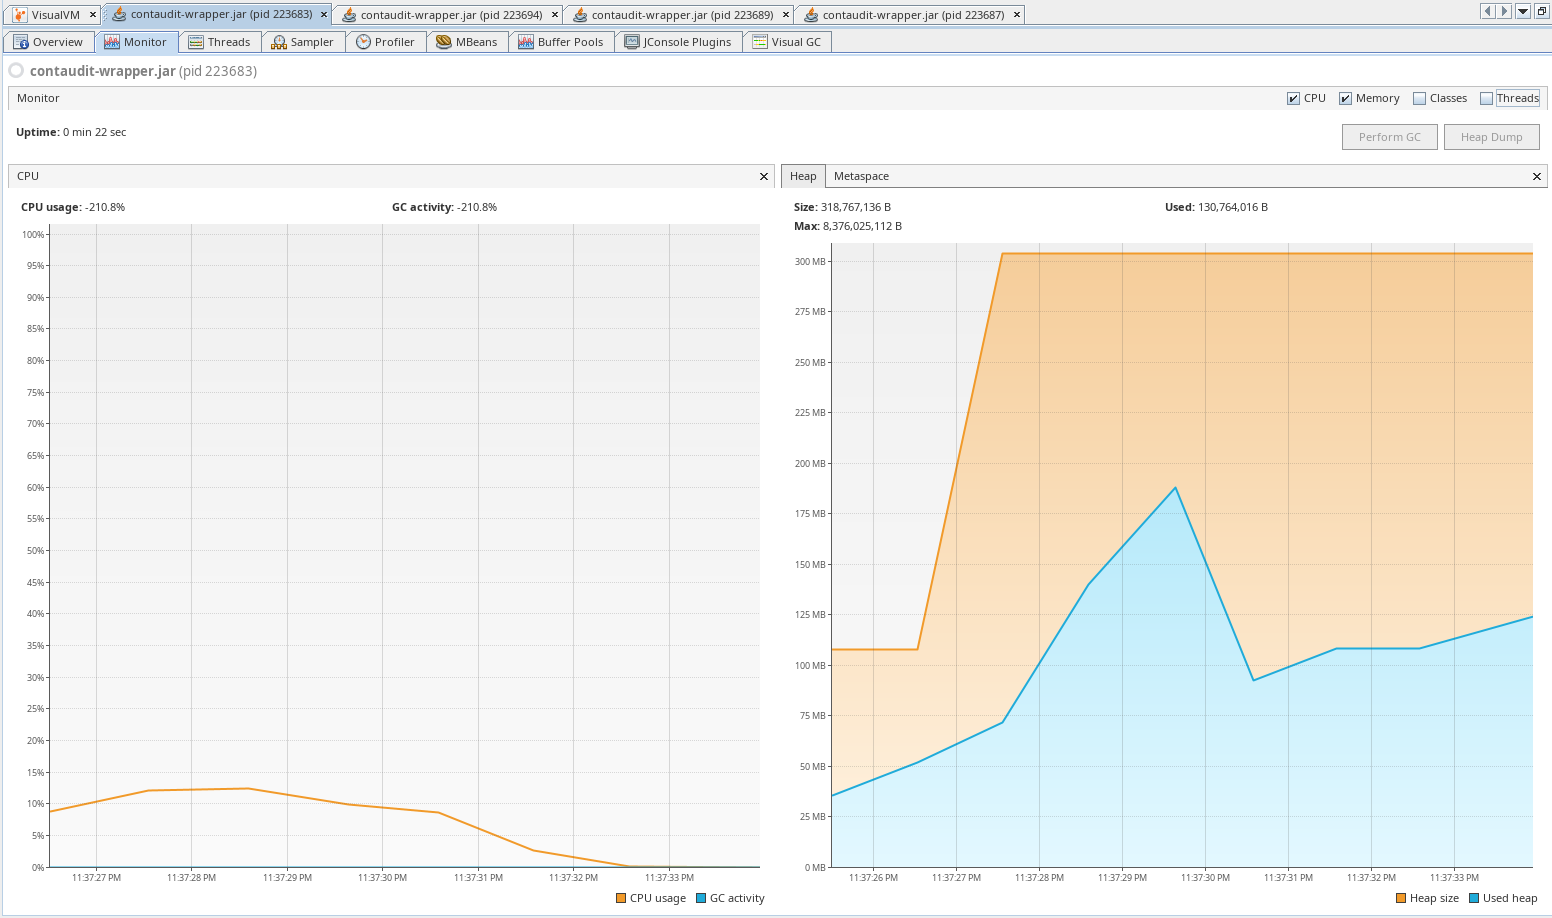 VisualVM contaudit-wrapper.jar (pid 223683) contaudit-wrapper.jar (pid 223694) contaudit-wrapper.jar (pid 223689) contaudit-wrapper.jar (pid 223687)
Overview Monitor Threads Sampler Profiler MBeans Buffer Pools JConsole Plugins Visual GC
contaudit-wrapper.jar (pid 223683)
Monitor CPU Memory Classes Threads
Uptime: 0 min 22 sec
Perform GC Heap Dump
CPU
CPU usage: -210.8% GC activity: -210.8%
100%
95%
90%
85%
80%
75%
70%
65%
60%
55%
50%
45%
40%
35%
30%
25%
20%
15%
10%
5%
0%
11:37:27 PM 11:37:28 PM 11:37:29 PM 11:37:30 PM 11:37:31 PM 11:37:32 PM 11:37:33 PM
CPU usage GC activity
Heap Metaspace
Size: 318,767,136 B Used: 130,764,016 B
Max: 8,376,025,112 B
300 MB
275 MB
250 MB
225 MB
200 MB
175 MB
150 MB
125 MB
100 MB
75 MB
50 MB
25 MB
0 MB
11:37:26 PM 11:37:27 PM 11:37:28 PM 11:37:29 PM 11:37:30 PM 11:37:31 PM 11:37:32 PM 11:37:33 PM
Heap size Used heap